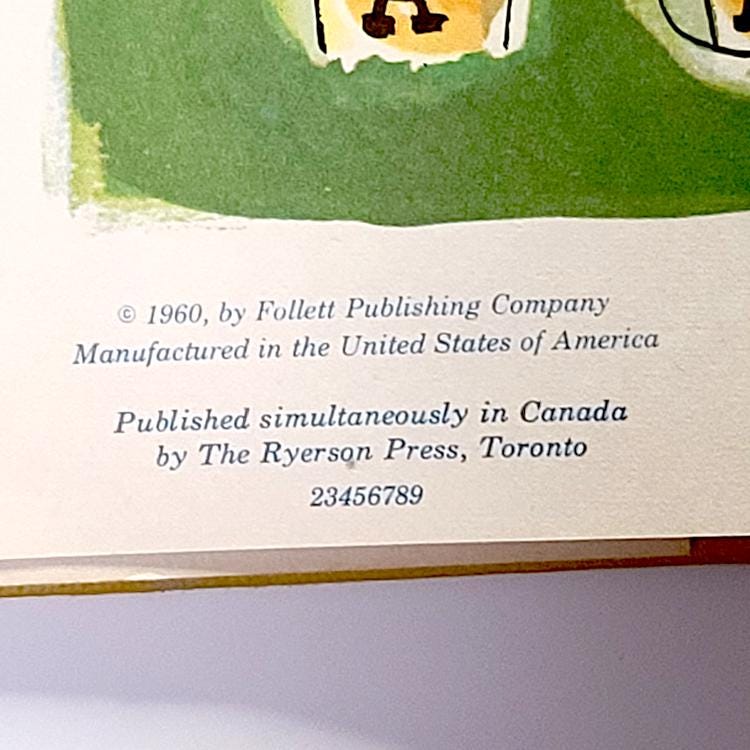 © 1960, by Follett Publishing Company
Manufactured in the United States of America
Published simultaneously in Canada
by The Ryerson Press, Toronto
23456789